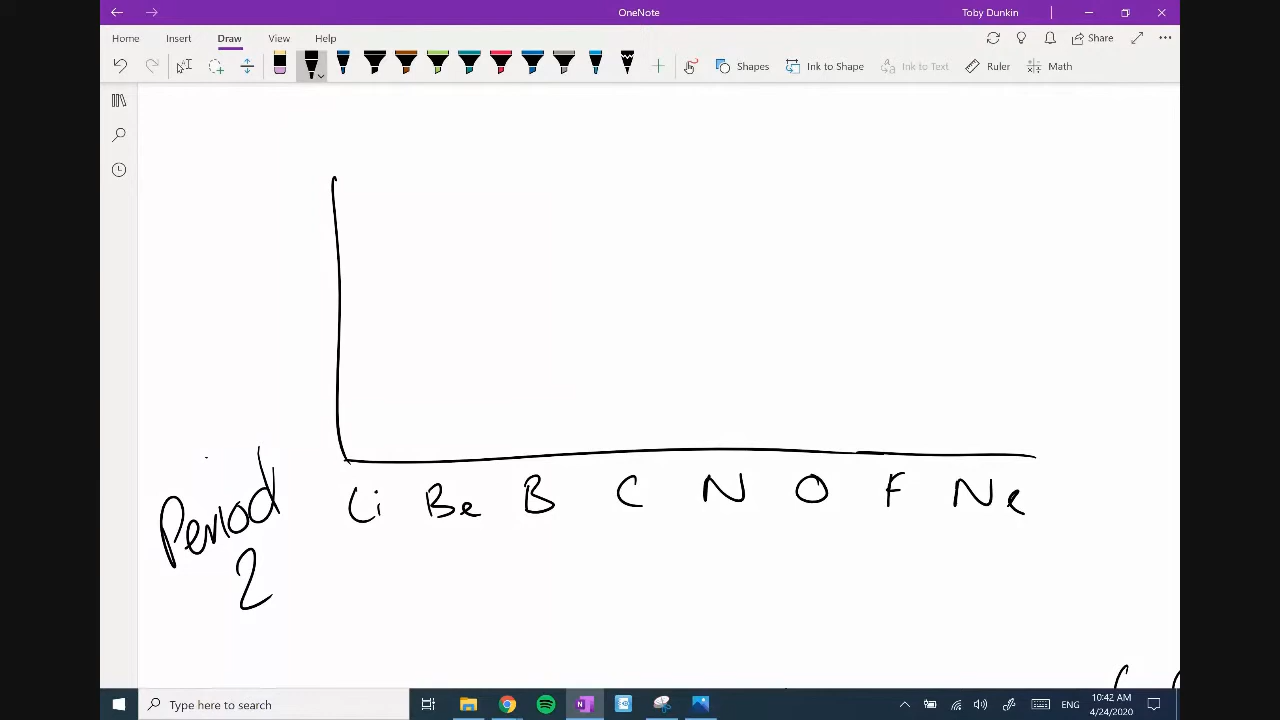 OneNote
Toby Dunkin
Home Insert Draw View Help
Share
Shapes Ink to Shape Ink to Text Ruler Math
Li Be B C N O F Ne
Period
2
Type here to search
ENG
10:42 AM
4/24/2020